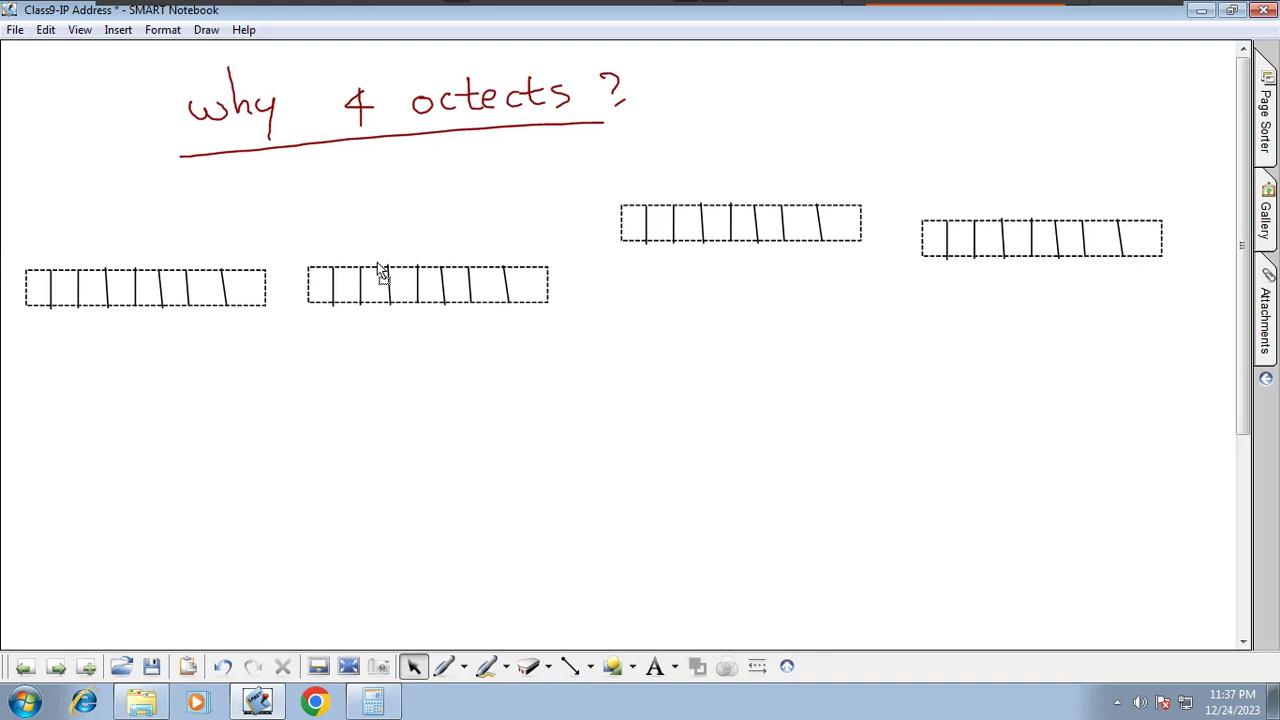 Class9-IP Address * - SMART Notebook
File Edit View Insert Format Draw Help
why 4 octects ?
Page Sorter
Gallery
Attachments
A
11:37 PM
12/24/2023